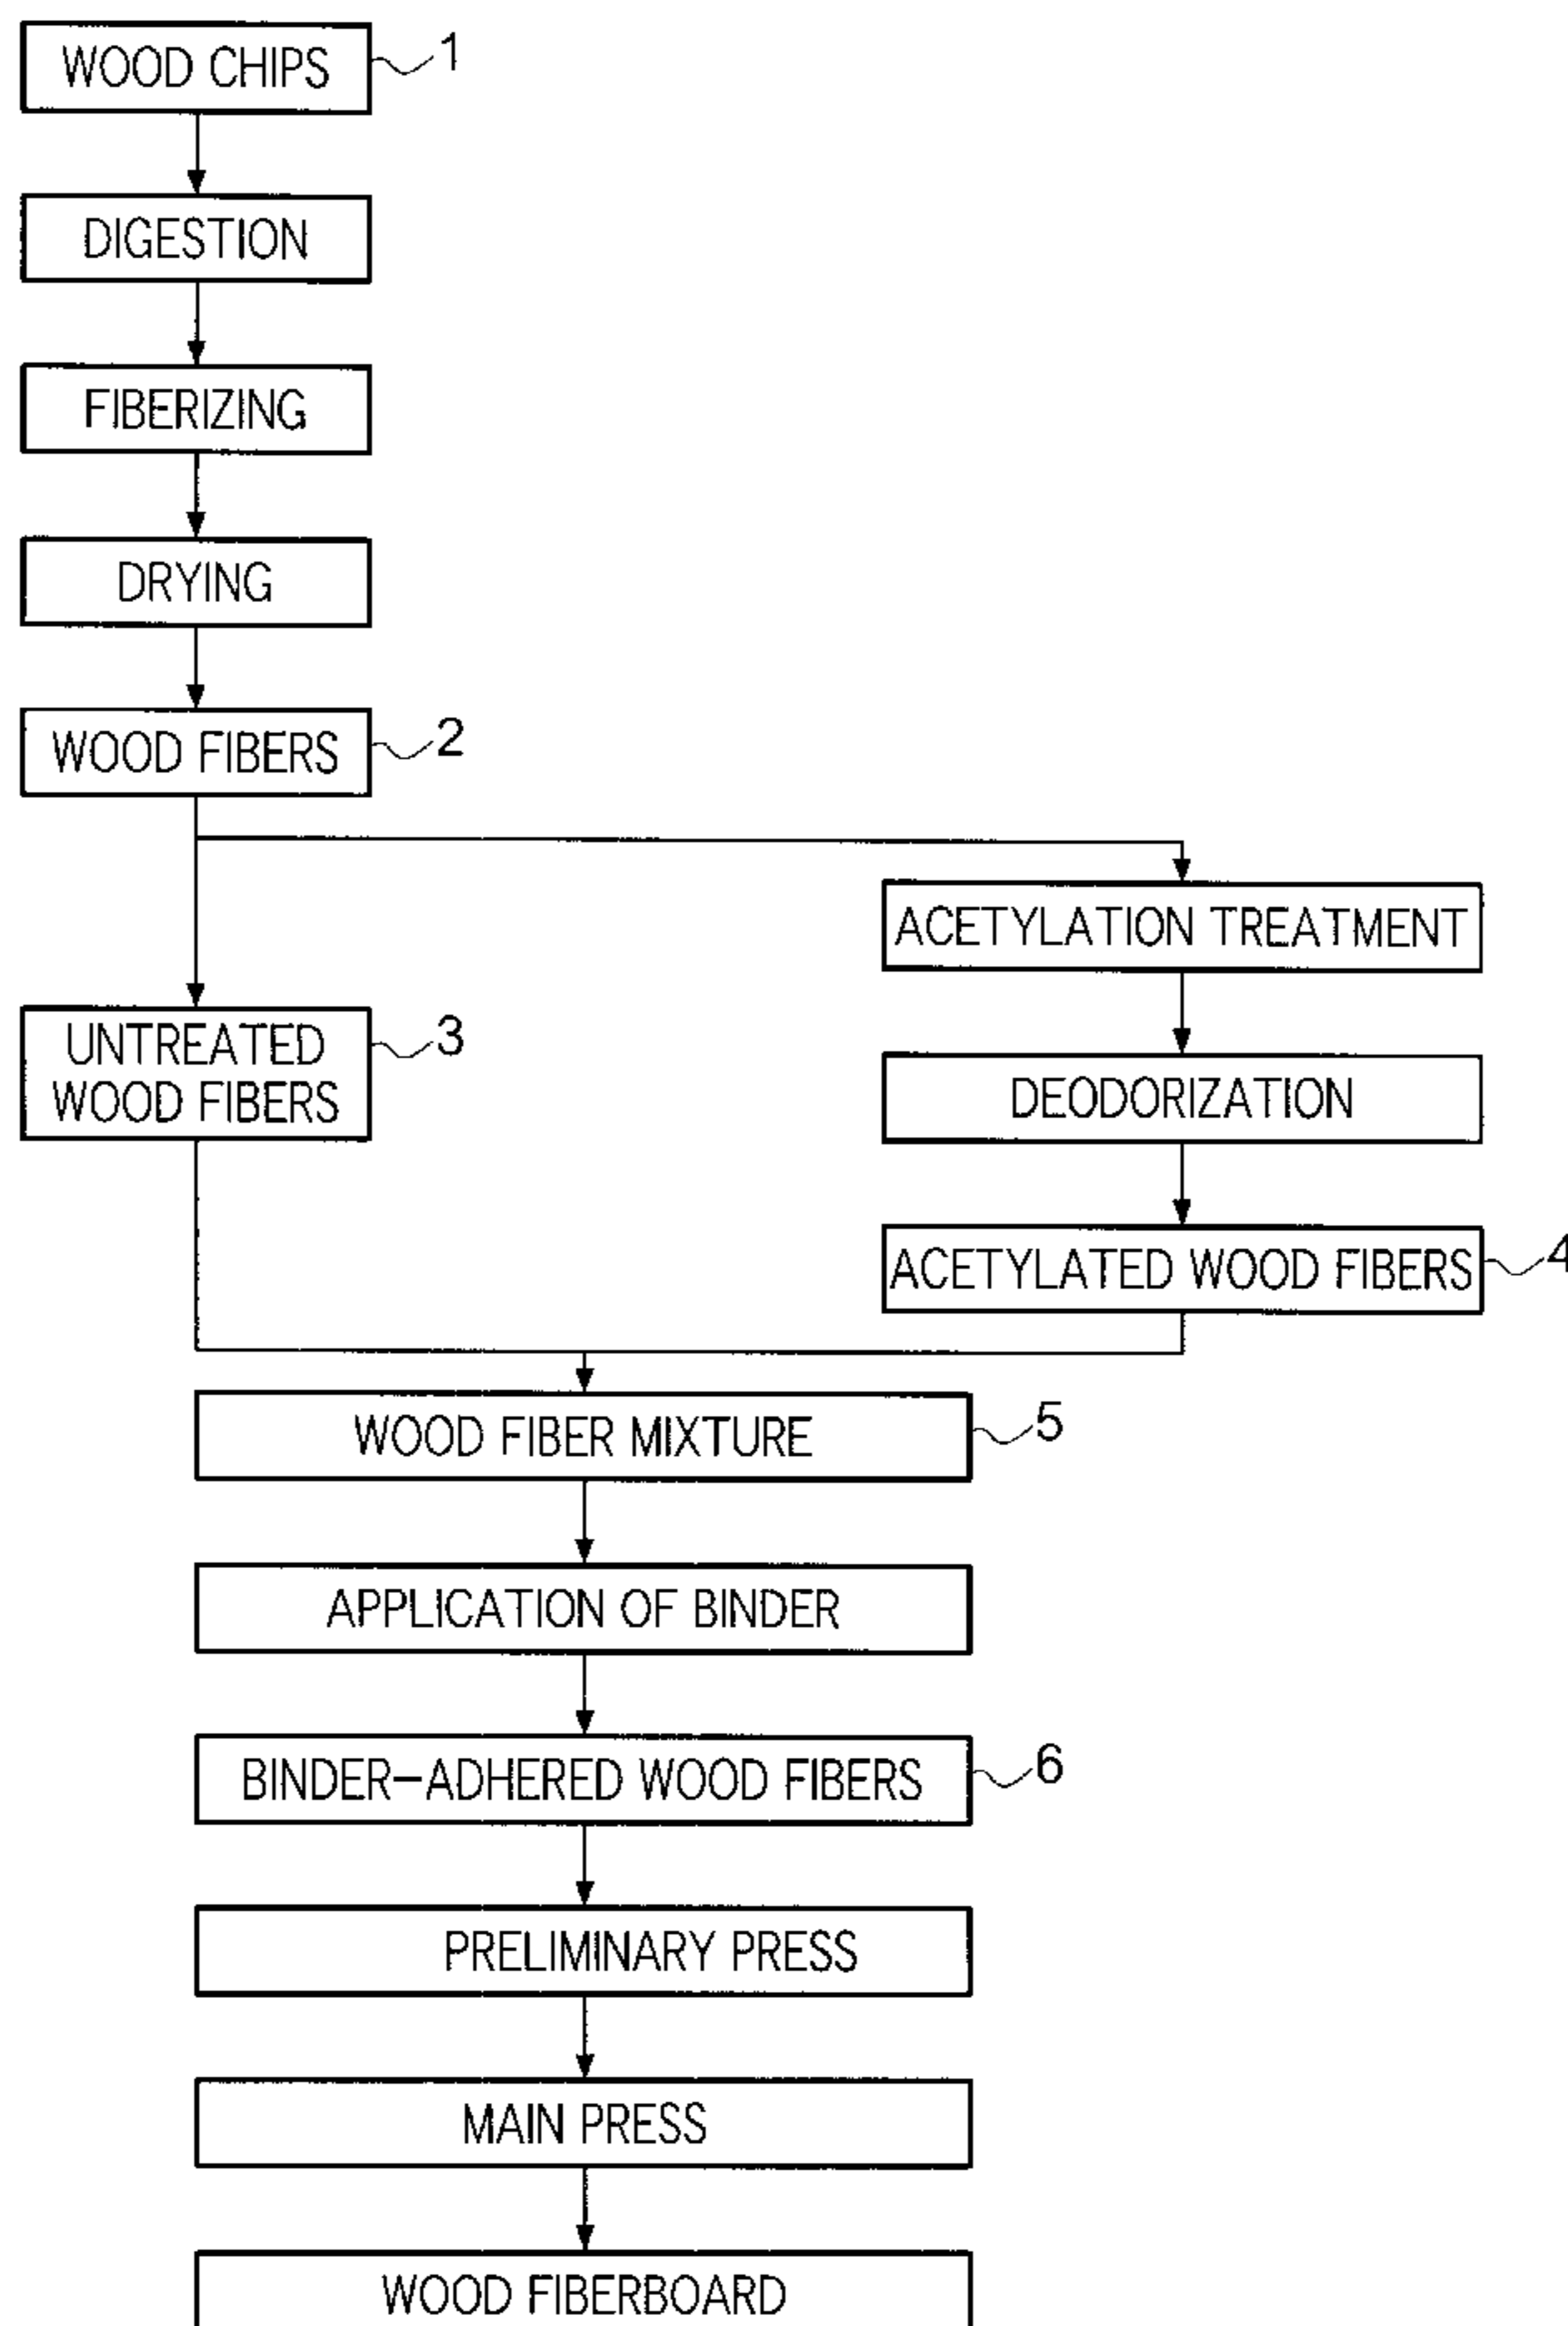 WOOD CHIPS 1
DIGESTION
FIBERIZING
DRYING
WOOD FIBERS 2
ACETYLATION TREATMENT
UNTREATED
WOOD FIBERS
3
DEODORIZATION
ACETYLATED WOOD FIBERS 4
WOOD FIBER MIXTURE 5
APPLICATION OF BINDER
BINDER-ADHERED WOOD FIBERS 6
PRELIMINARY PRESS
MAIN PRESS
WOOD FIBERBOARD